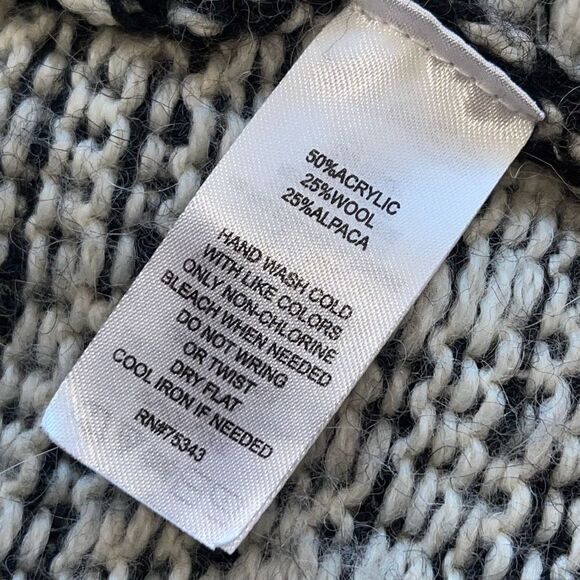 50%ACRYLIC
25%WOOL
25%ALPACA
HAND WASH COLD
WITH LIKE COLORS
ONLY NON-CHLORINE
BLEACH WHEN NEEDED
DO NOT WRING
OR TWIST
DRY FLAT
COOL IRON IF NEEDED
RN#75343